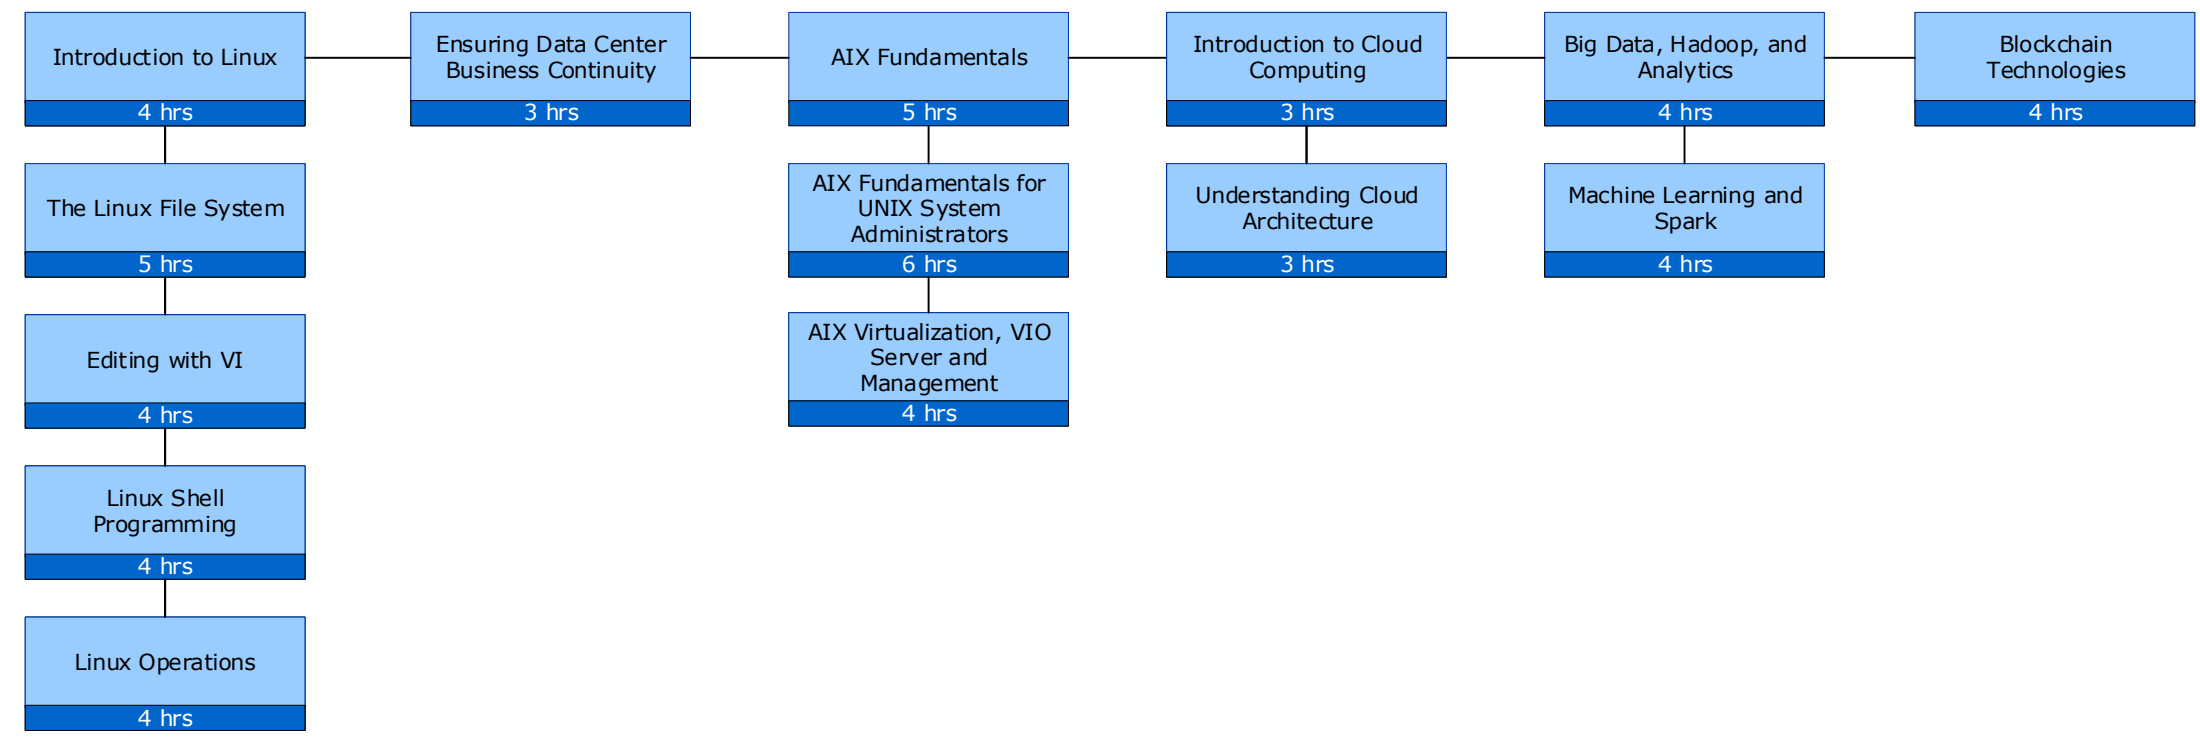 Introduction to Linux
4 hrs
Ensuring Data Center
Business Continuity
3 hrs
AIX Fundamentals
5 hrs
Introduction to Cloud
Computing
3 hrs
Big Data, Hadoop, and
Analytics
4 hrs
Blockchain
Technologies
4 hrs
The Linux File System
5 hrs
AIX Fundamentals for
UNIX System
Administrators
6 hrs
Understanding Cloud
Architecture
3 hrs
Machine Learning and
Spark
4 hrs
Editing with VI
4 hrs
AIX Virtualization, VIO
Server and
Management
4 hrs
Linux Shell
Programming
4 hrs
Linux Operations
4 hrs